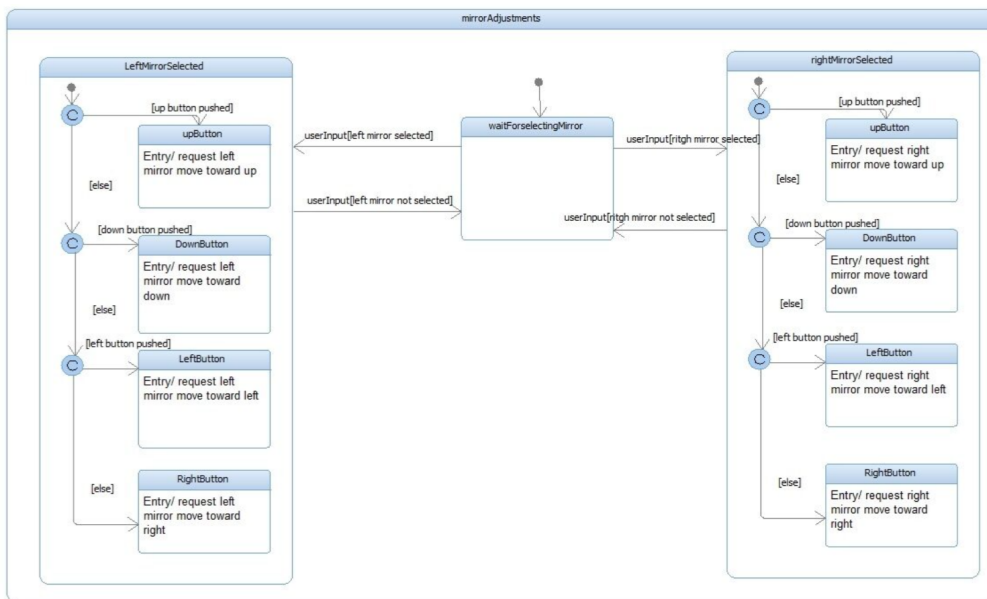 mirrorAdjustments
LeftMirrorSelected
C
[up button pushed]
upButton
Entry/ request left
mirror move toward up
[else]
C
[down button pushed]
DownButton
Entry/ request left
mirror move toward
down
[else]
C
[left button pushed]
LeftButton
Entry/ request left
mirror move toward left
[else]
RightButton
Entry/ request left
mirror move toward
right
userInput[left mirror selected]
userInput[left mirror not selected]
waitForselectingMirror
userInput[ritgh mirror selected]
userInput[ritgh mirror not selected]
rightMirrorSelected
C
[up button pushed]
upButton
Entry/ request right
mirror move toward up
[else]
C
[down button pushed]
DownButton
Entry/ request right
mirror move toward
down
[else]
C
[left button pushed]
LeftButton
Entry/ request right
mirror move toward left
[else]
RightButton
Entry/ request right
mirror move toward
right